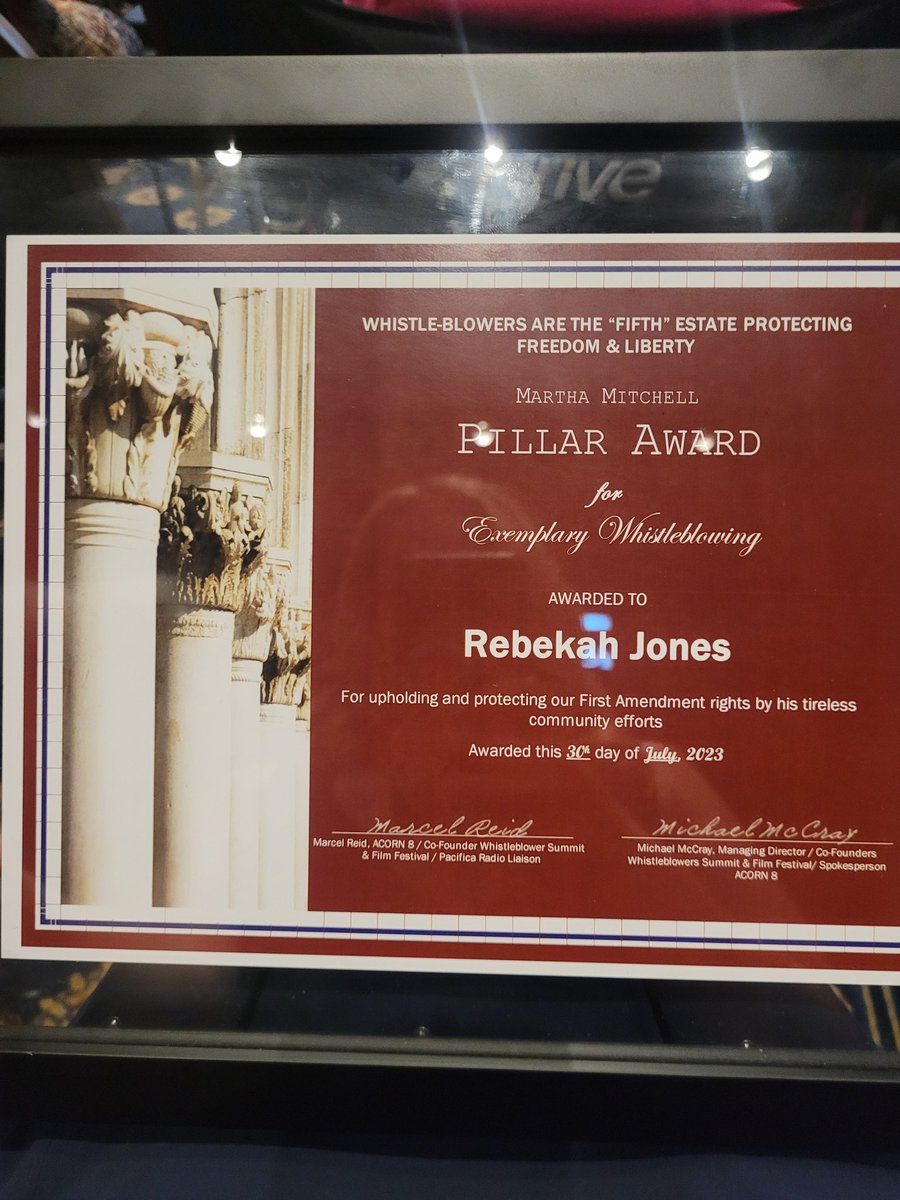 WHISTLE-BLOWERS ARE THE “FIFTH” ESTATE PROTECTING
FREEDOM & LIBERTY
MARTHA MITCHELL
PILLAR AWARD
for
Exemplary Whistleblowing
AWARDED TO
Rebekah Jones
For upholding and protecting our First Amendment rights by his tireless
community efforts
Awarded this 30th day of July, 2023
Marcel Reid
Marcel Reid, ACORN 8 / Co-Founder Whistleblower Summit
& Film Festival / Pacifica Radio Liaison
Michael McCray
Michael McCray, Managing Director / Co-Founders
Whistleblowers Summit & Film Festival/ Spokesperson
ACORN 8